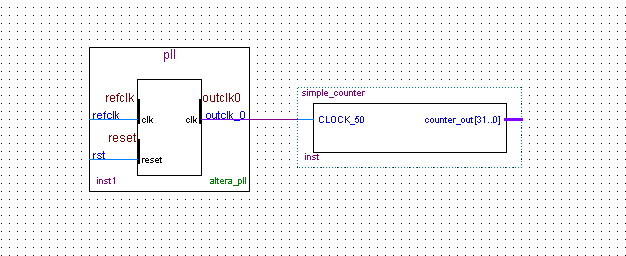 pll
refclk outclk0
refclk clk clk outclk_0
reset
rst reset
inst1 altera_pll
simple_counter
CLOCK_50 counter_out[31..0]
inst